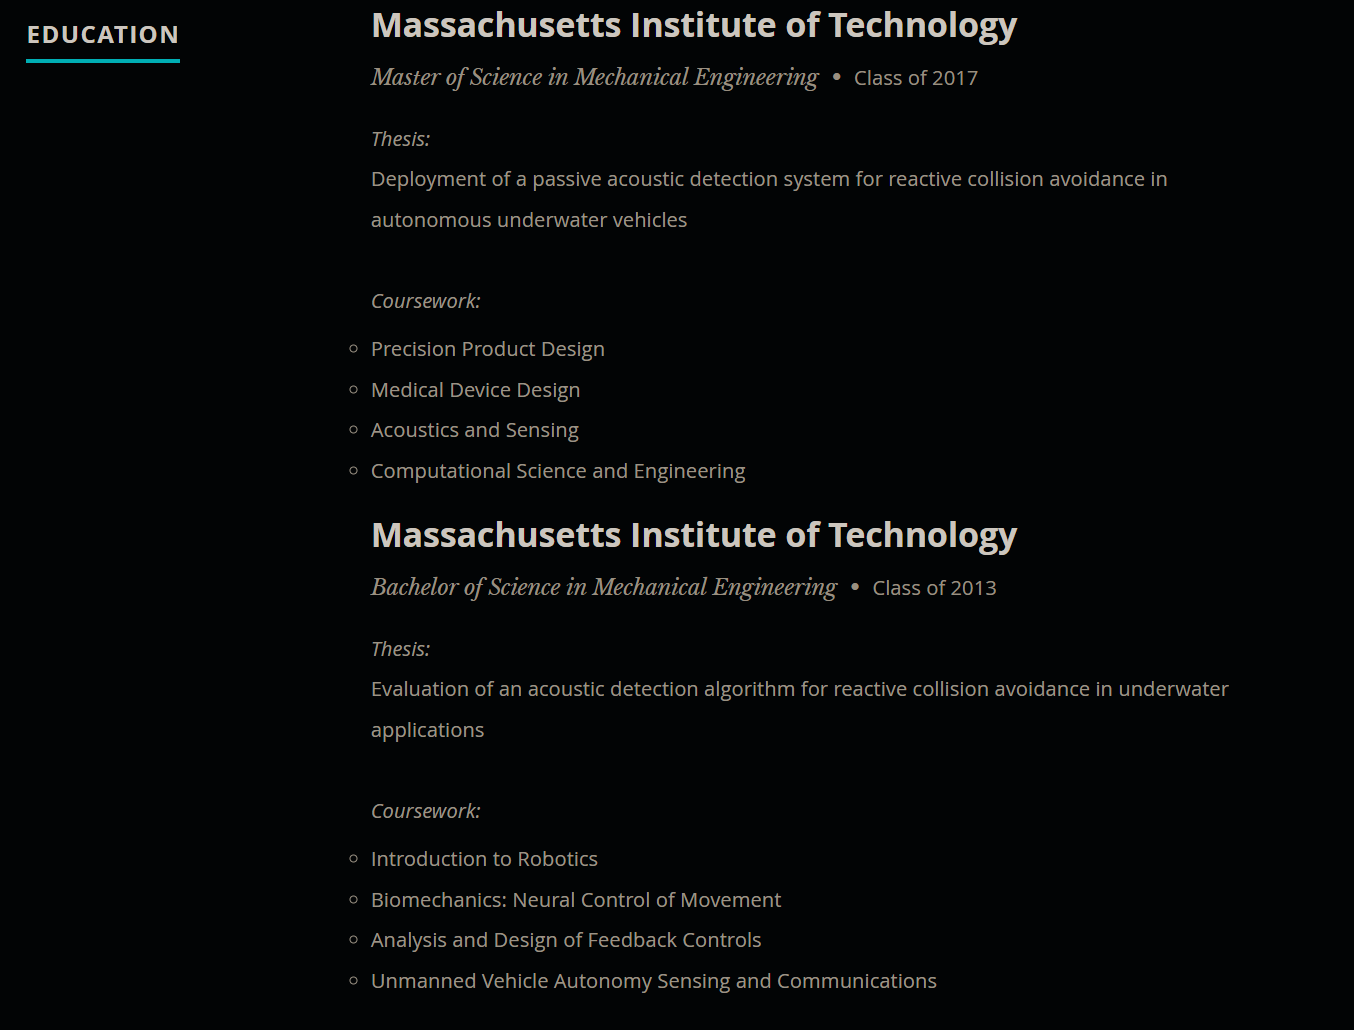 EDUCATION
Massachusetts Institute of Technology
Master of Science in Mechanical Engineering • Class of 2017
Thesis:
Deployment of a passive acoustic detection system for reactive collision avoidance in
autonomous underwater vehicles
Coursework:
Precision Product Design
Medical Device Design
Acoustics and Sensing
Computational Science and Engineering
Massachusetts Institute of Technology
Bachelor of Science in Mechanical Engineering • Class of 2013
Thesis:
Evaluation of an acoustic detection algorithm for reactive collision avoidance in underwater
applications
Coursework:
Introduction to Robotics
Biomechanics: Neural Control of Movement
Analysis and Design of Feedback Controls
Unmanned Vehicle Autonomy Sensing and Communications